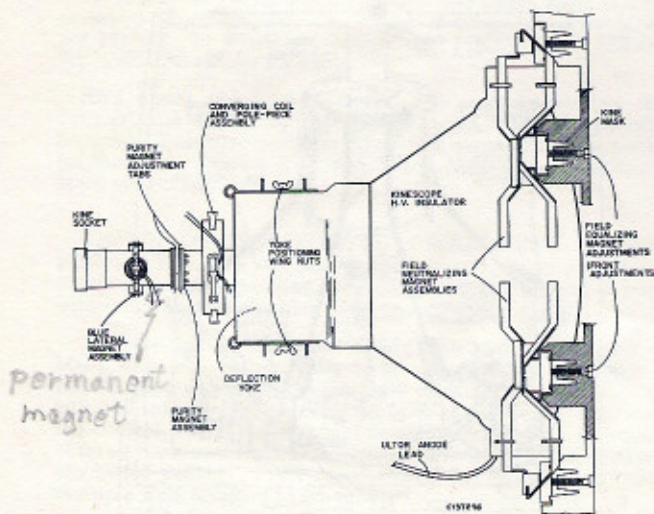 CONVERGING COIL
AND POLE-PIECE
ASSEMBLY
PURITY
MAGNET
ADJUSTMENT
TABS
KINE
SOCKET
BLUE
LATERAL
MAGNET
ASSEMBLY
permanent
magnet
PURITY
MAGNET
ASSEMBLY
YOKE
POSITIONING
WING NUTS
DEFLECTION
YOKE
KINESCOPE
H.V. INSULATOR
FIELD
NEUTRALIZING
MAGNET ASSEMBLIES
KINE
MASK
FIELD
EQUALIZING
MAGNET
ADJUSTMENTS
(FRONT
ADJUSTMENTS)
ULTOR ANODE
LEAD